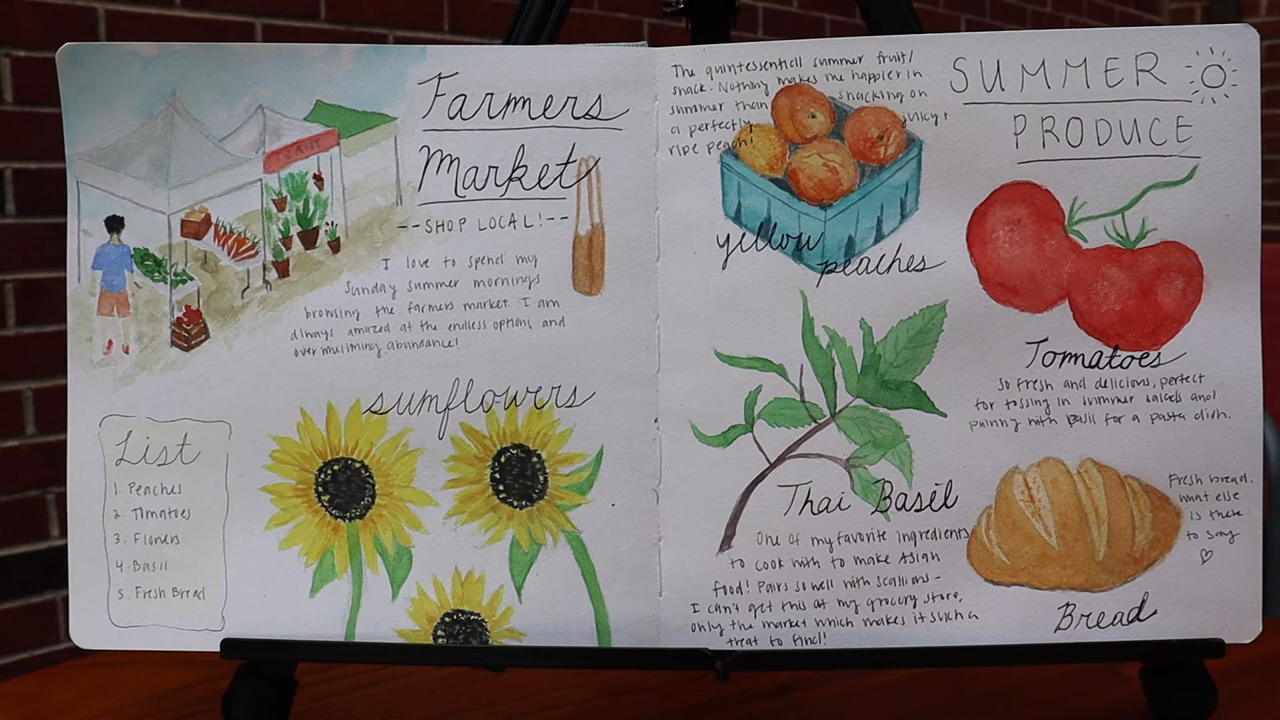 Farmers
Market
--SHOP LOCAL!--
I love to spend my
Sunday summer mornings
browsing the farmers market. I am
always amazed at the endless options and
overwhelming abundance!
PLANT
List
1. Peaches
2. Tomatoes
3. Flowers
4. Basil
5. Fresh Bread
sunflowers
The quintessentiall summer fruit/
snack. Nothing makes me happier in
summer than snacking on
a perfectly juicy,
ripe peach!
yellow
peaches
SUMMER
PRODUCE
Tomatoes
So fresh and delicious, perfect
for tossing in summer salads and
pairing with basil for a pasta dish.
Thai Basil
One of my favorite ingredients
to cook with to make Asian
food! Pairs so well with scallions-
I can't get this at my grocery store,
only the market which makes it such a
treat to find!
Fresh bread.
What else
is there
to say
Bread